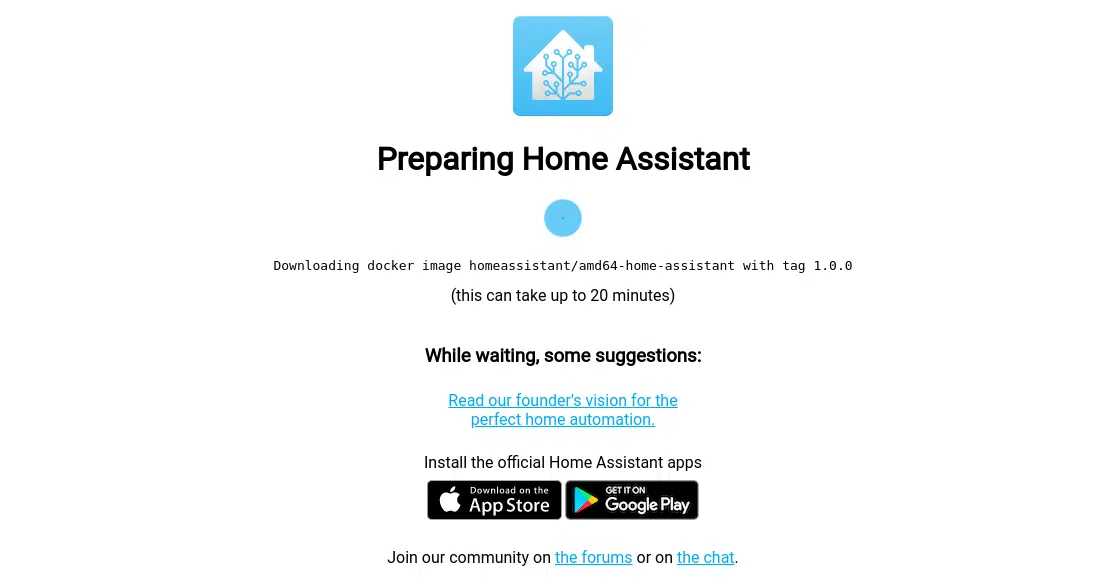 Preparing Home Assistant
Downloading docker image homeassistant/amd64-home-assistant with tag 1.0.0
(this can take up to 20 minutes)
While waiting, some suggestions:
Read our founder's vision for the
perfect home automation.
Install the official Home Assistant apps
Download on the
App Store
GET IT ON
Google Play
Join our community on the forums or on the chat.